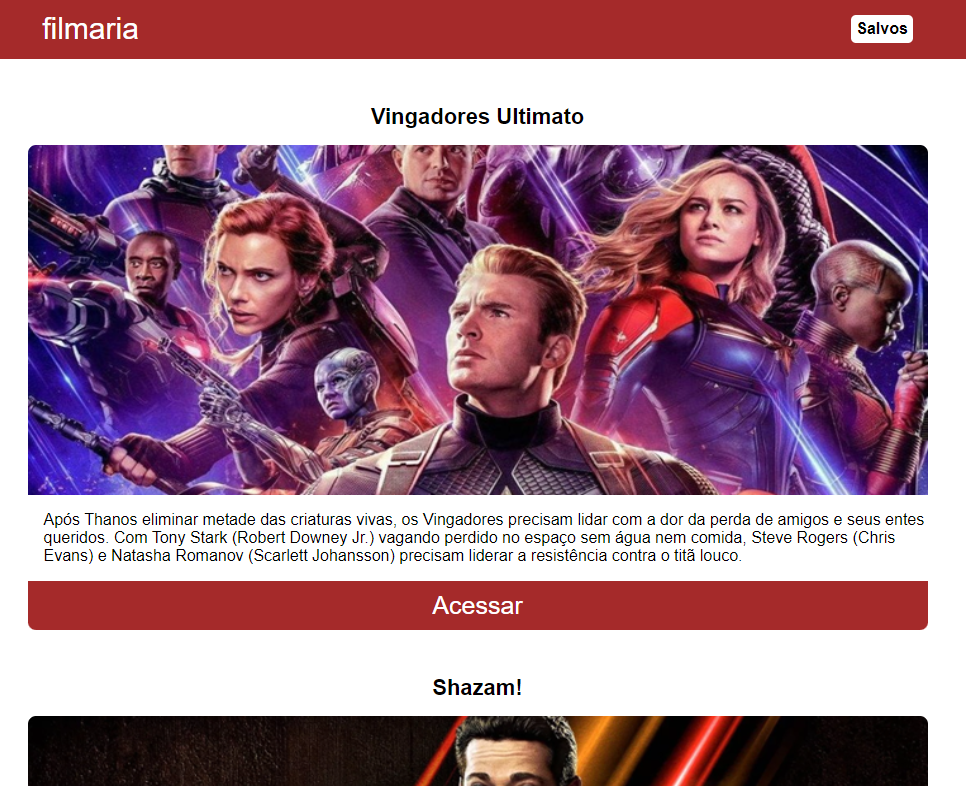 filmaria
Salvos
Vingadores Ultimato
Após Thanos eliminar metade das criaturas vivas, os Vingadores precisam lidar com a dor da perda de amigos e seus entes
queridos. Com Tony Stark (Robert Downey Jr.) vagando perdido no espaço sem água nem comida, Steve Rogers (Chris
Evans) e Natasha Romanov (Scarlett Johansson) precisam liderar a resistência contra o titã louco.
Acessar
Shazam!